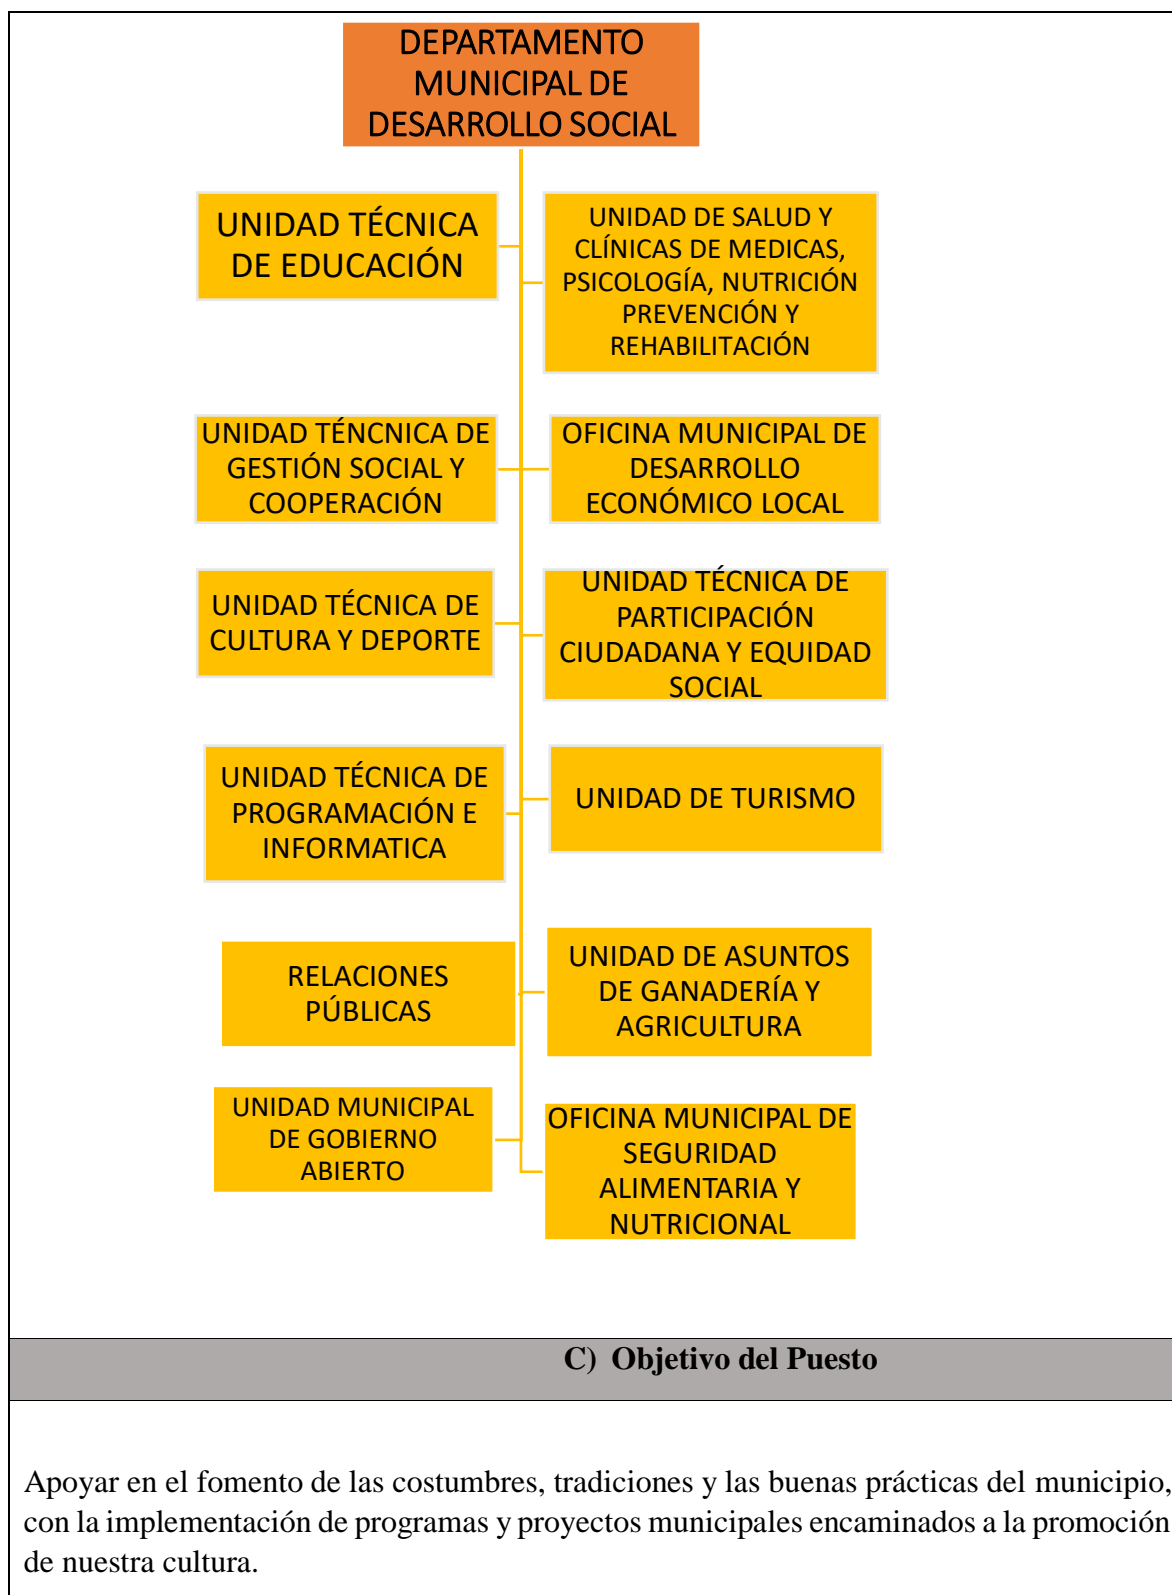 DEPARTAMENTO
MUNICIPAL DE
DESARROLLO SOCIAL
UNIDAD TÉCNICA
DE EDUCACIÓN
UNIDAD DE SALUD Y
CLÍNICAS DE MEDICAS,
PSICOLOGÍA, NUTRICIÓN
PREVENCIÓN Y
REHABILITACIÓN
UNIDAD TÉNCNICA DE
GESTIÓN SOCIAL Y
COOPERACIÓN
OFICINA MUNICIPAL DE
DESARROLLO
ECONÓMICO LOCAL
UNIDAD TÉCNICA DE
CULTURA Y DEPORTE
UNIDAD TÉCNICA DE
PARTICIPACIÓN
CIUDADANA Y EQUIDAD
SOCIAL
UNIDAD TÉCNICA DE
PROGRAMACIÓN E
INFORMATICA
UNIDAD DE TURISMO
RELACIONES
PÚBLICAS
UNIDAD DE ASUNTOS
DE GANADERÍA Y
AGRICULTURA
UNIDAD MUNICIPAL
DE GOBIERNO
ABIERTO
OFICINA MUNICIPAL DE
SEGURIDAD
ALIMENTARIA Y
NUTRICIONAL
C) Objetivo del Puesto
Apoyar en el fomento de las costumbres, tradiciones y las buenas prácticas del municipio,
con la implementación de programas y proyectos municipales encaminados a la promoción
de nuestra cultura.